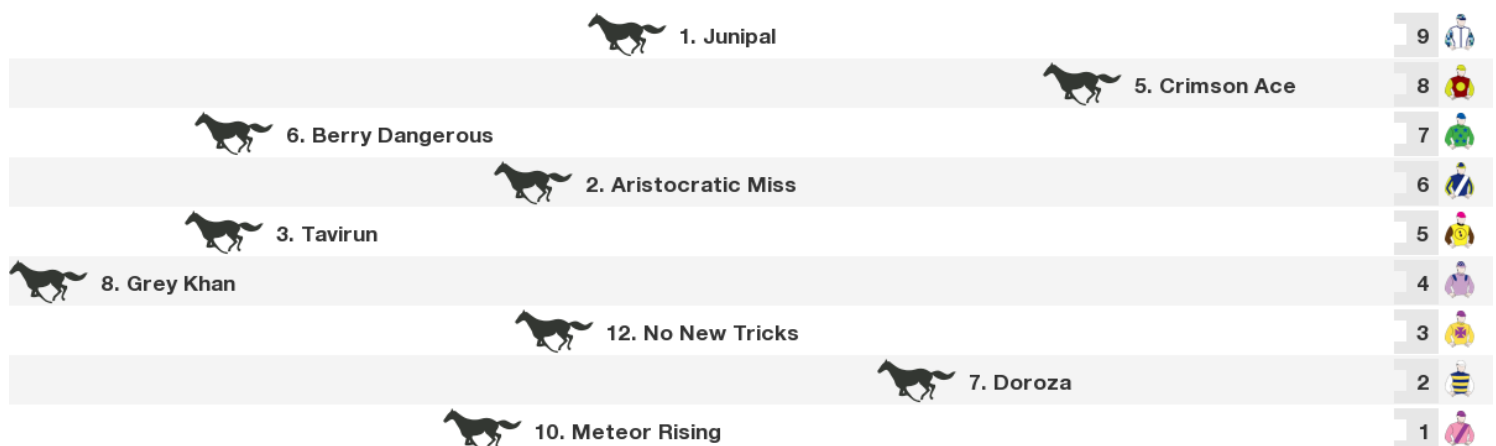 1. Junipal 9
5. Crimson Ace 8
6. Berry Dangerous 7
2. Aristocratic Miss 6
3. Tavirun 5
8. Grey Khan 4
12. No New Tricks 3
7. Doroza 2
10. Meteor Rising 1